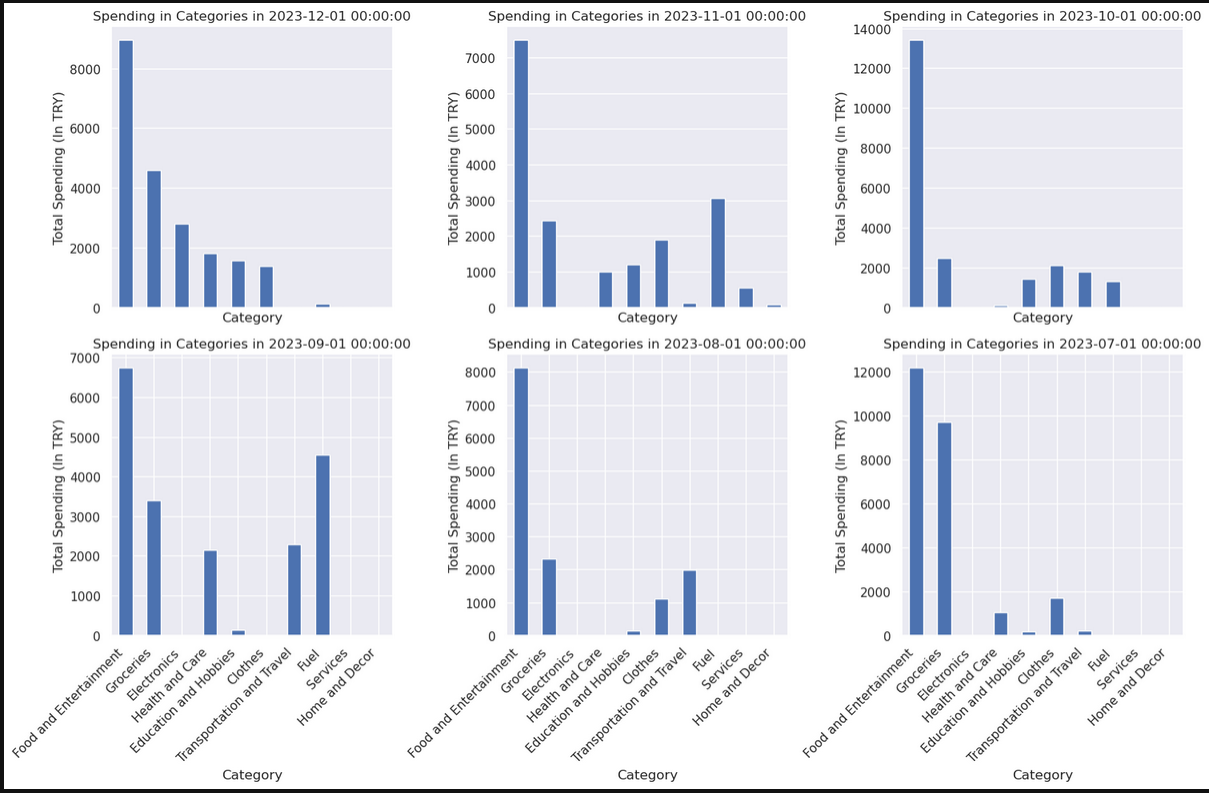 Spending in Categories in 2023-12-01 00:00:00
Total Spending (In TRY)
8000
6000
4000
2000
0
Category
Spending in Categories in 2023-11-01 00:00:00
Total Spending (In TRY)
7000
6000
5000
4000
3000
2000
1000
0
Category
Spending in Categories in 2023-10-01 00:00:00
Total Spending (In TRY)
14000
12000
10000
8000
6000
4000
2000
0
Category
Spending in Categories in 2023-09-01 00:00:00
Total Spending (In TRY)
7000
6000
5000
4000
3000
2000
1000
0
Food and Entertainment
Groceries
Electronics
Health and Care
Education and Hobbies
Clothes
Transportation and Travel
Fuel
Services
Home and Decor
Category
Spending in Categories in 2023-08-01 00:00:00
Total Spending (In TRY)
8000
7000
6000
5000
4000
3000
2000
1000
0
Food and Entertainment
Groceries
Electronics
Health and Care
Education and Hobbies
Clothes
Transportation and Travel
Fuel
Services
Home and Decor
Category
Spending in Categories in 2023-07-01 00:00:00
Total Spending (In TRY)
12000
10000
8000
6000
4000
2000
0
Food and Entertainment
Groceries
Electronics
Health and Care
Education and Hobbies
Clothes
Transportation and Travel
Fuel
Services
Home and Decor
Category